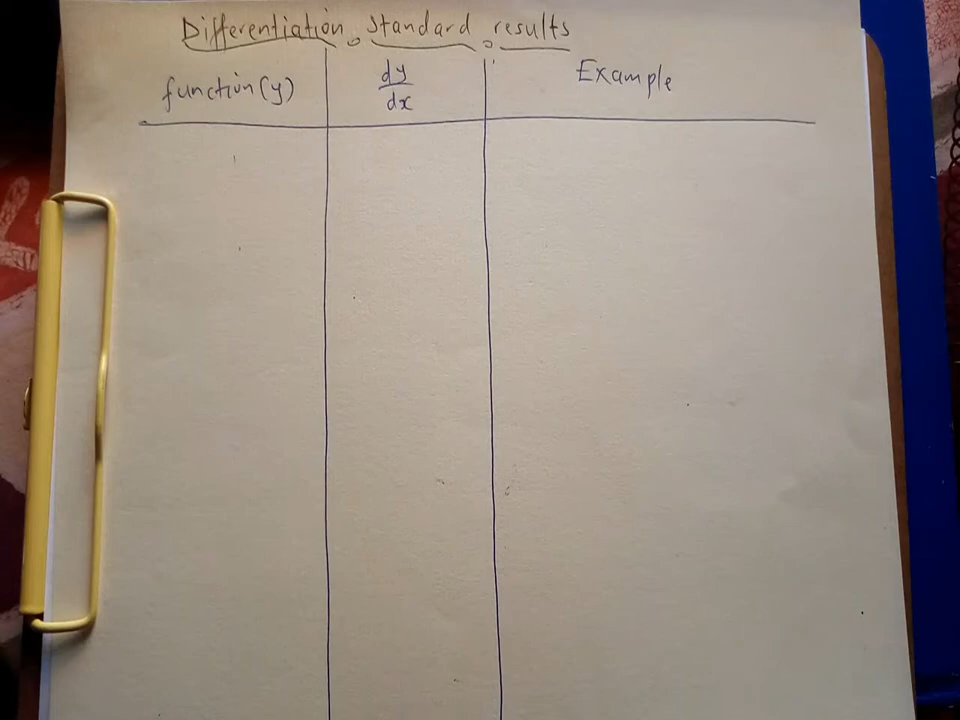 Differentiation standard results
function(y)
dy
dx
Example